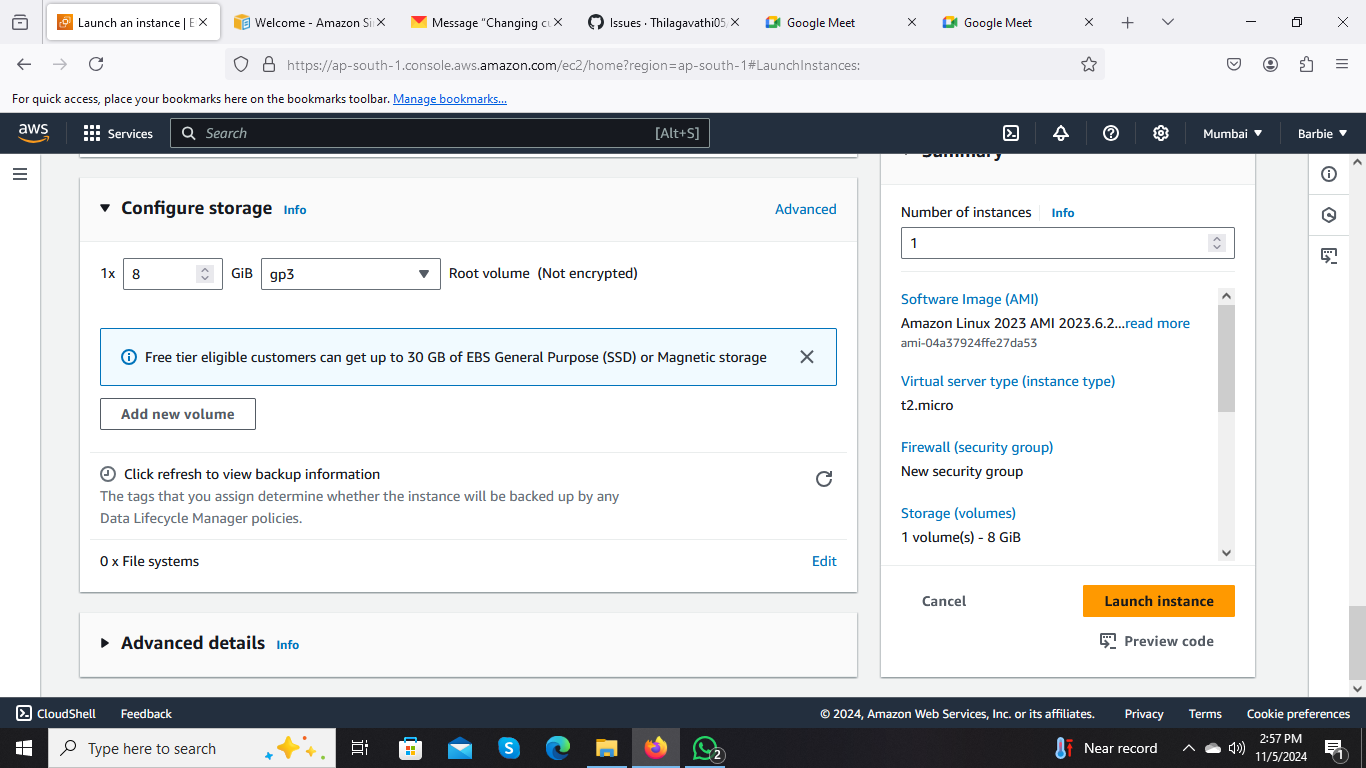 Launch an instance | E
Welcome - Amazon Si
Message "Changing cu
Issues · Thilagavathi05
Google Meet
Google Meet
https://ap-south-1.console.aws.amazon.com/ec2/home?region=ap-south-1#LaunchInstances:
For quick access, place your bookmarks here on the bookmarks toolbar. Manage bookmarks...
aws
Services
Search
[Alt+S]
Mumbai
Barbie
Configure storage Info
Advanced
1x 8 GiB gp3 Root volume (Not encrypted)
Free tier eligible customers can get up to 30 GB of EBS General Purpose (SSD) or Magnetic storage
Add new volume
Click refresh to view backup information
The tags that you assign determine whether the instance will be backed up by any
Data Lifecycle Manager policies.
0 x File systems
Edit
Advanced details Info
Summary
Number of instances Info
1
Software Image (AMI)
Amazon Linux 2023 AMI 2023.6.2...read more
ami-04a37924ffe27da53
Virtual server type (instance type)
t2.micro
Firewall (security group)
New security group
Storage (volumes)
1 volume(s) - 8 GiB
Cancel
Launch instance
Preview code
CloudShell
Feedback
© 2024, Amazon Web Services, Inc. or its affiliates.
Privacy
Terms
Cookie preferences
Type here to search
2
Near record
2:57 PM
11/5/2024
1